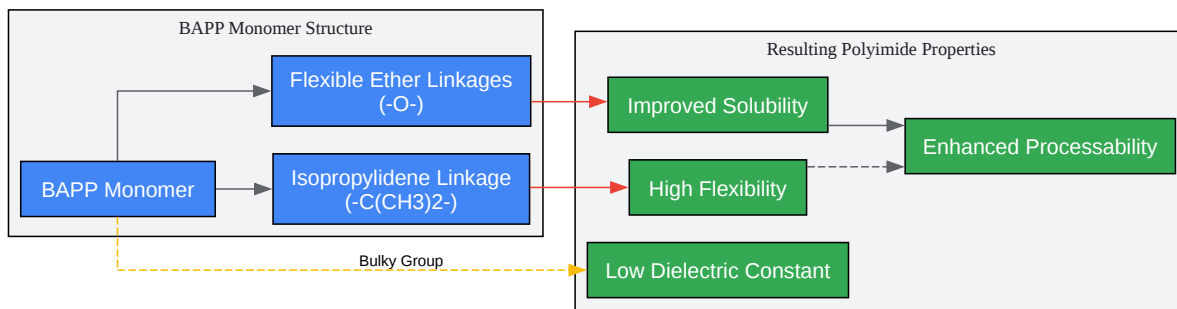 BAPP Monomer Structure
Flexible Ether Linkages
(-O-)
BAPP Monomer
Isopropylidene Linkage
(-C(CH3)2-)
Bulky Group
Resulting Polyimide Properties
Improved Solubility
High Flexibility
Enhanced Processability
Low Dielectric Constant